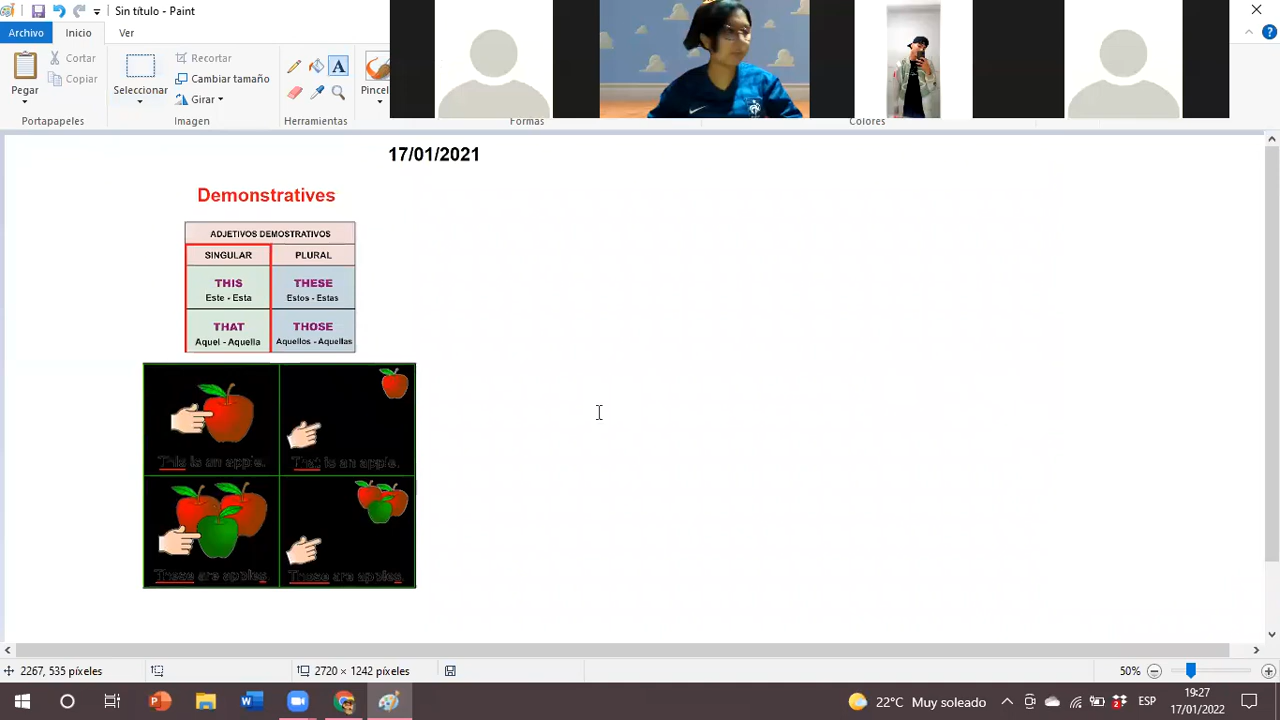 Sin título - Paint
Archivo Inicio Ver
Pegar
Cortar
Copiar
Portapapeles
Seleccionar
Recortar
Cambiar tamaño
Girar
Imagen
A
Herramientas
Pincel
Formas
Colores
17/01/2021
Demonstratives
ADJETIVOS DEMOSTRATIVOS
SINGULAR PLURAL
THIS THESE
Este - Esta Estos - Estas
THAT THOSE
Aquel - Aquella Aquellos - Aquellas
This is an apple. That is an apple.
These are apples. Those are apples.
2267, 535 píxeles 2720 × 1242 píxeles 50%
22°C Muy soleado ESP 19:27
17/01/2022